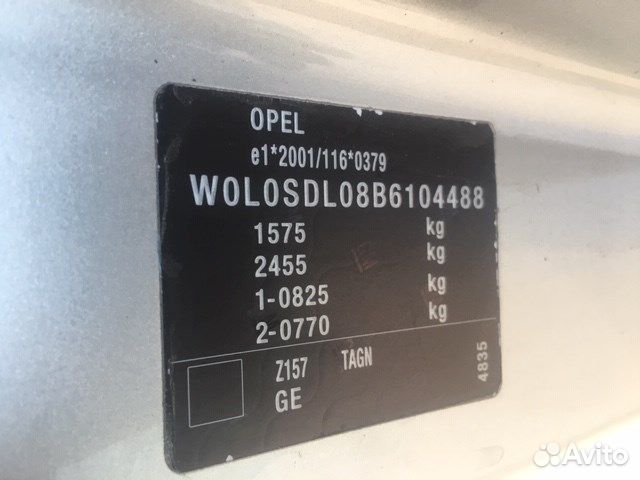 OPEL
e1*2001/116*0379
W0L0SDL08B6104488
1575 kg
2455 kg
1-0825 kg
2-0770 kg
Z157 TAGN
GE
4835
Avito